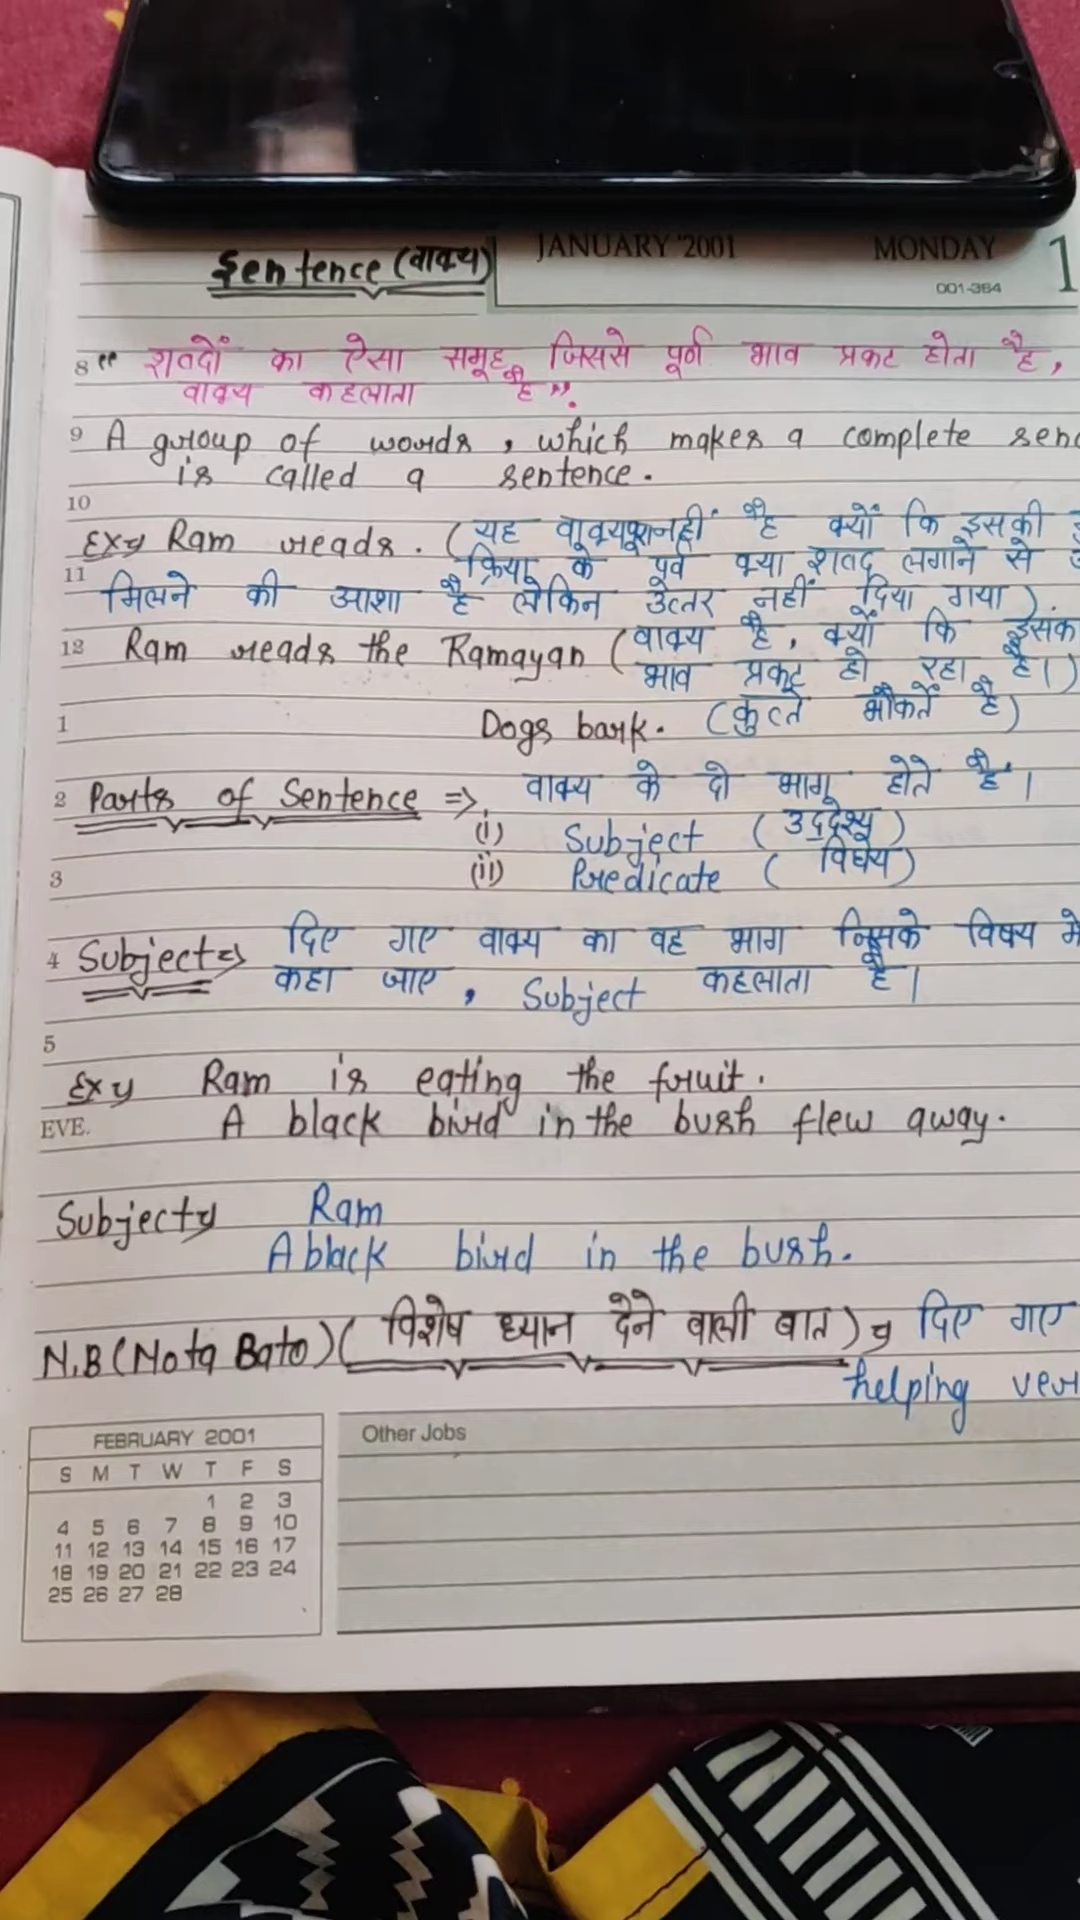 Sentence (वाक्य)
JANUARY '2001 MONDAY 1
001-364
8 " शब्दों का ऐसा समूह जिससे पूर्ण भाव प्रकट होता है,
वाक्य कहलाता है ".
9 A group of words, which makes a complete
is called a sentence.
10
Ex⇒ Ram reads. ( यह वाक्य नहीं है क्यों कि इसकी
11 क्रिया के पूर्व क्या शब्द लगाने से
मिलने की आशा है लेकिन उत्तर नहीं दिया गया ).
12 Ram reads the Ramayan ( वाक्य है, क्यों कि
भाव प्रकट हो रहा है।)
1 Dogs bark. (कुत्ते भौंकतें है)
2 Parts of Sentence ⇒ वाक्य के दो भाग होते हैं।
(i) Subject ( उद्देश्य )
3 (ii) Predicate ( विधेय )
4 Subject⇒ दिए गए वाक्य का वह भाग जिसके विषय में
कहा जाए, Subject कहलाता है।
5
Ex⇒ Ram is eating the fruit.
EVE. A black bird in the bush flew away.
Subject⇒ Ram
A black bird in the bush.
N.B (Nota Bato) ( विशेष ध्यान देने वाली बात )⇒ दिए गए
helping
FEBRUARY 2001 Other Jobs
S M T W T F S
1 2 3
4 5 6 7 8 9 10
11 12 13 14 15 16 17
18 19 20 21 22 23 24
25 26 27 28